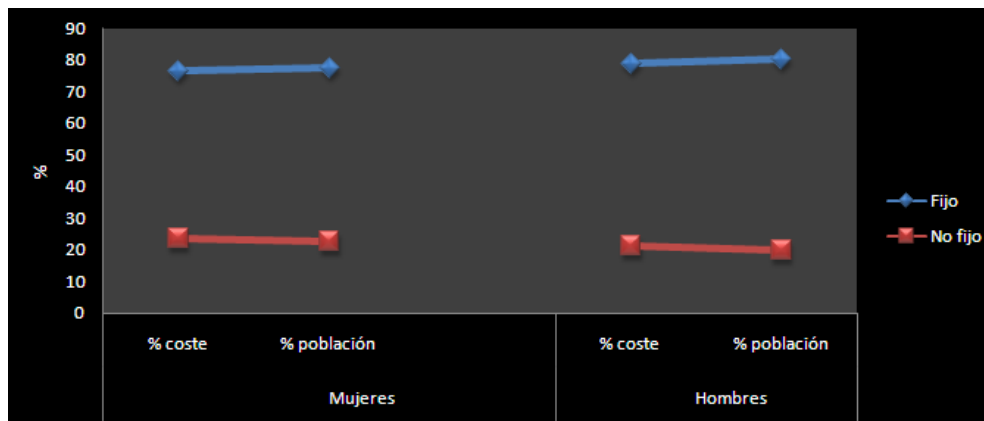 90
80
70
60
50
40
30
20
10
0
%
% coste
% población
% coste
% población
Mujeres
Hombres
Fijo
No fijo